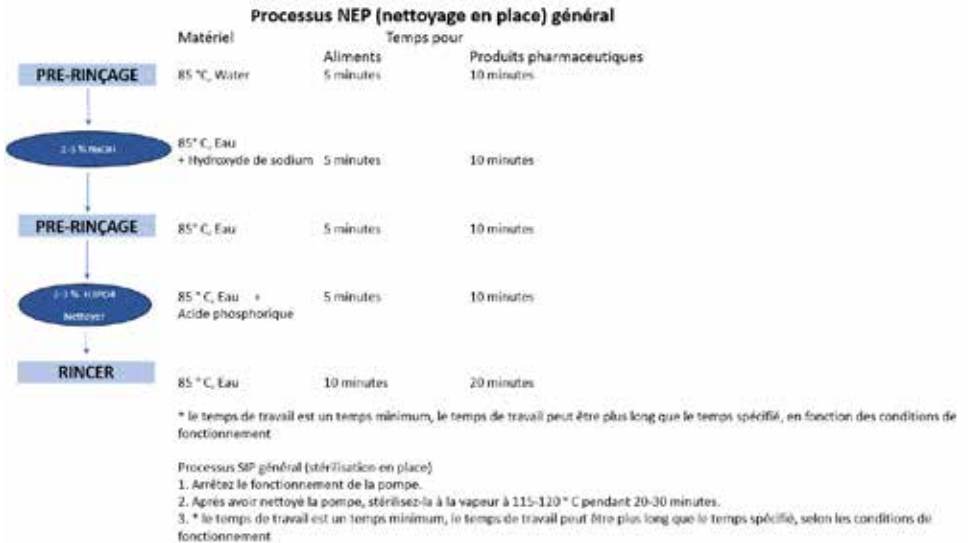 Processus NEP (nettoyage en place) général
Matériel Temps pour
Aliments Produits pharmaceutiques
PRE-RINÇAGE 85 °C, Water 5 minutes 10 minutes
85° C, Eau
+ Hydroxyde de sodium 5 minutes 10 minutes
PRE-RINÇAGE 85° C, Eau 5 minutes 10 minutes
85 ° C, Eau + 5 minutes 10 minutes
Nettoyer Acide phosphorique
RINCER 85 ° C, Eau 10 minutes 20 minutes
* le temps de travail est un temps minimum, le temps de travail peut être plus long que le temps spécifié, en fonction des conditions de
fonctionnement
Processus SIP général (stérilisation en place)
1. Arrêtez le fonctionnement de la pompe.
2. Après avoir nettoyé la pompe, stérilisez-la à la vapeur à 115-120 ° C pendant 20-30 minutes.
3. * le temps de travail est un temps minimum, le temps de travail peut être plus long que le temps spécifié, selon les conditions de
fonctionnement